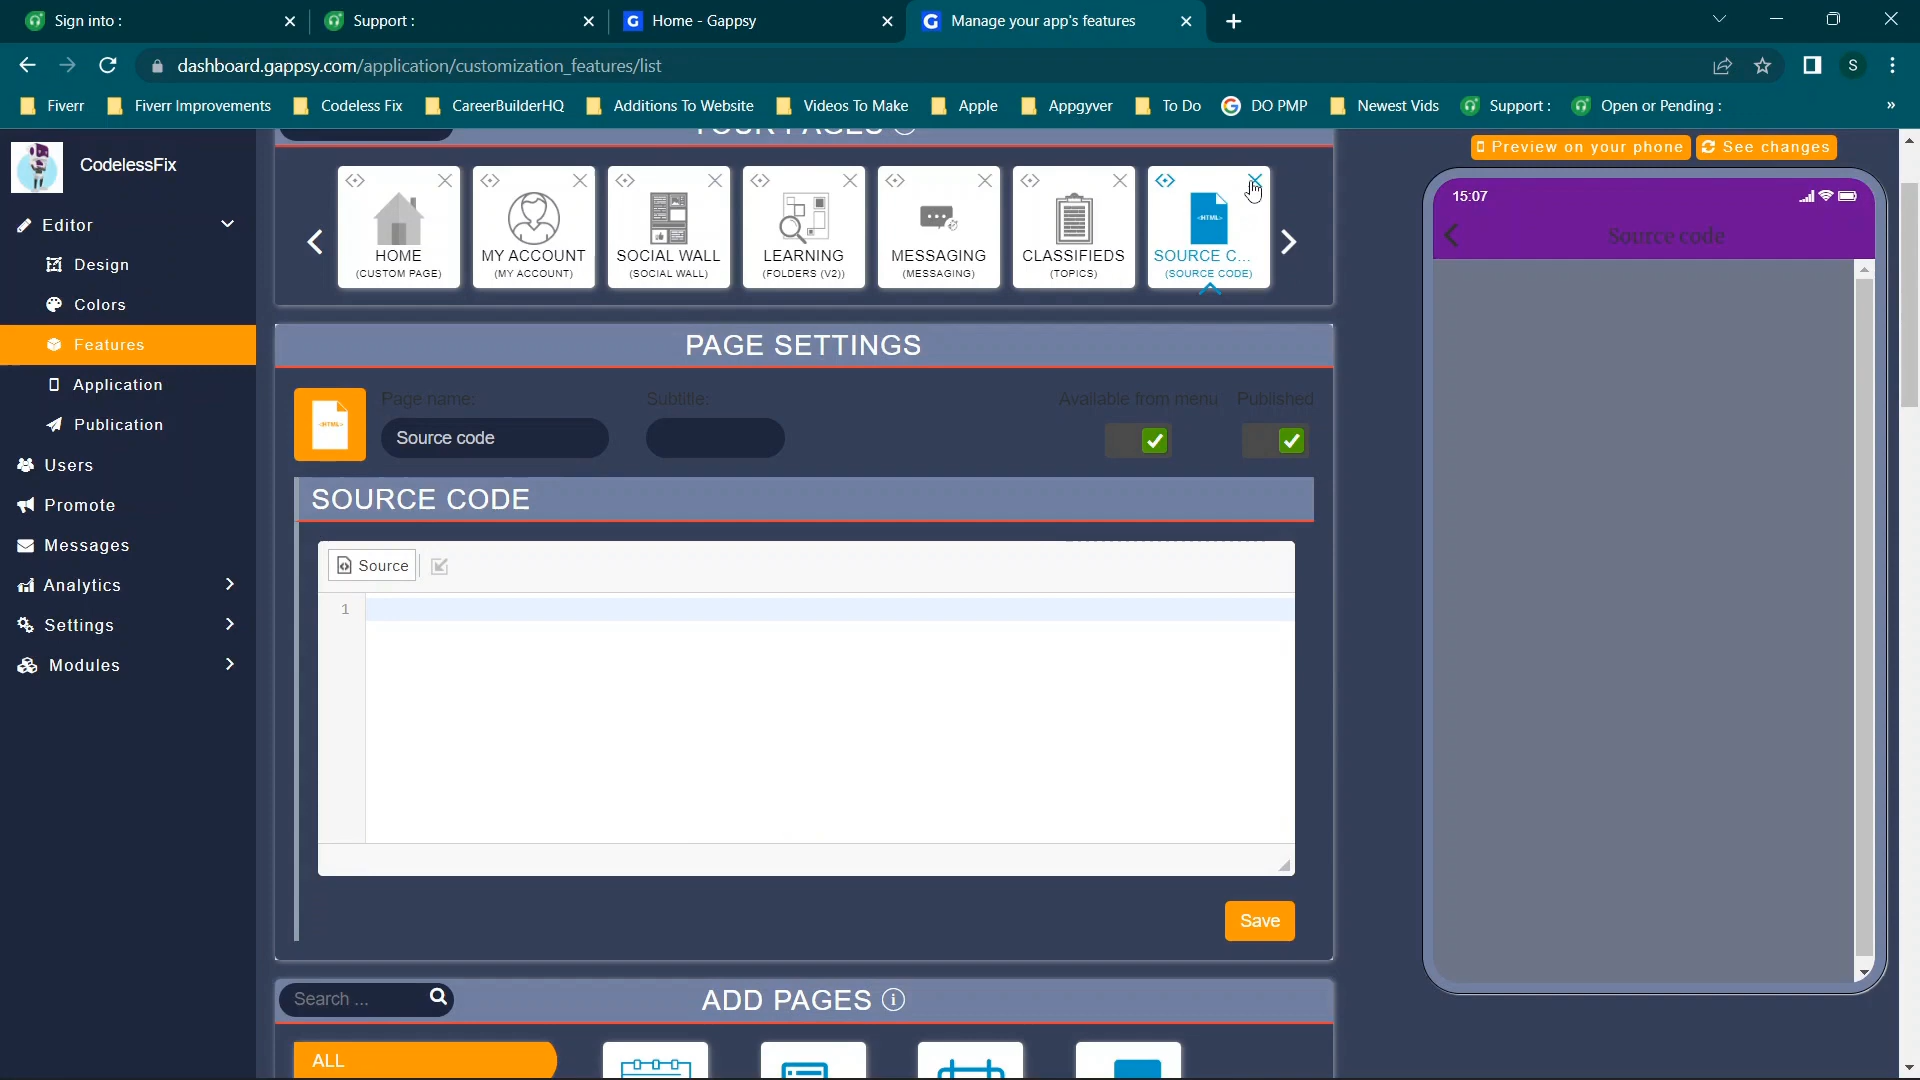 Sign into :
Support :
Home - Gappsy
Manage your app's features
dashboard.gappsy.com/application/customization_features/list
S
Fiverr
Fiverr Improvements
Codeless Fix
CareerBuilderHQ
Additions To Website
Videos To Make
Apple
Appgyver
To Do
DO PMP
Newest Vids
Support :
Open or Pending :
»
CodelessFix
Editor
Design
Colors
Features
Application
Publication
Users
Promote
Messages
Analytics
Settings
Modules
YOUR PAGES
HOME
(CUSTOM PAGE)
MY ACCOUNT
(MY ACCOUNT)
SOCIAL WALL
(SOCIAL WALL)
LEARNING
(FOLDERS (V2))
MESSAGING
(MESSAGING)
CLASSIFIEDS
(TOPICS)
<HTML>
SOURCE C...
(SOURCE CODE)
PAGE SETTINGS
<HTML>
Page name:
Source code
Subtitle:
Available from menu
Published
SOURCE CODE
Source
1
Save
Search ...
ADD PAGES
ALL
Preview on your phone
See changes
15:07
Source code